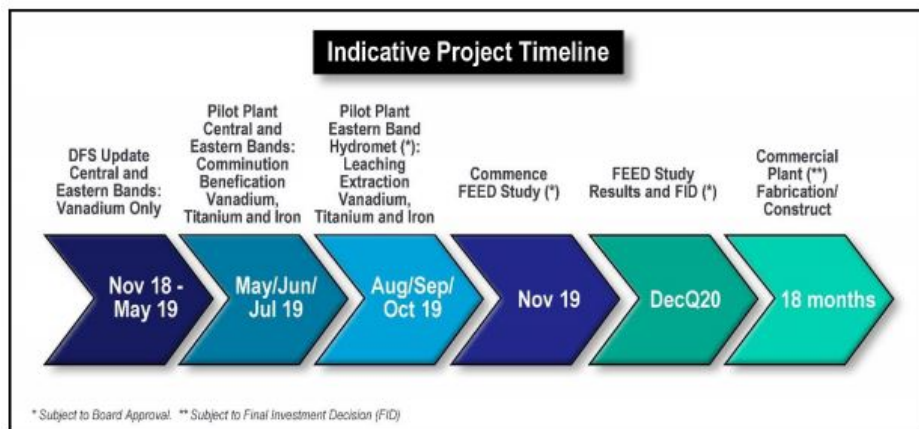 Indicative Project Timeline
DFS Update
Central and
Eastern Bands:
Vanadium Only
Pilot Plant
Central and
Eastern Bands:
Comminution
Benefication
Vanadium,
Titanium and Iron
Pilot Plant
Eastern Band
Hydromet (*):
Leaching
Extraction
Vanadium,
Titanium and Iron
Commence
FEED Study (*)
FEED Study
Results and FID (*)
Commercial
Plant (**)
Fabrication/
Construct
Nov 18 -
May 19
May/Jun/
Jul 19
Aug/Sep/
Oct 19
Nov 19
DecQ20
18 months
* Subject to Board Approval. ** Subject to Final Investment Decision (FID)